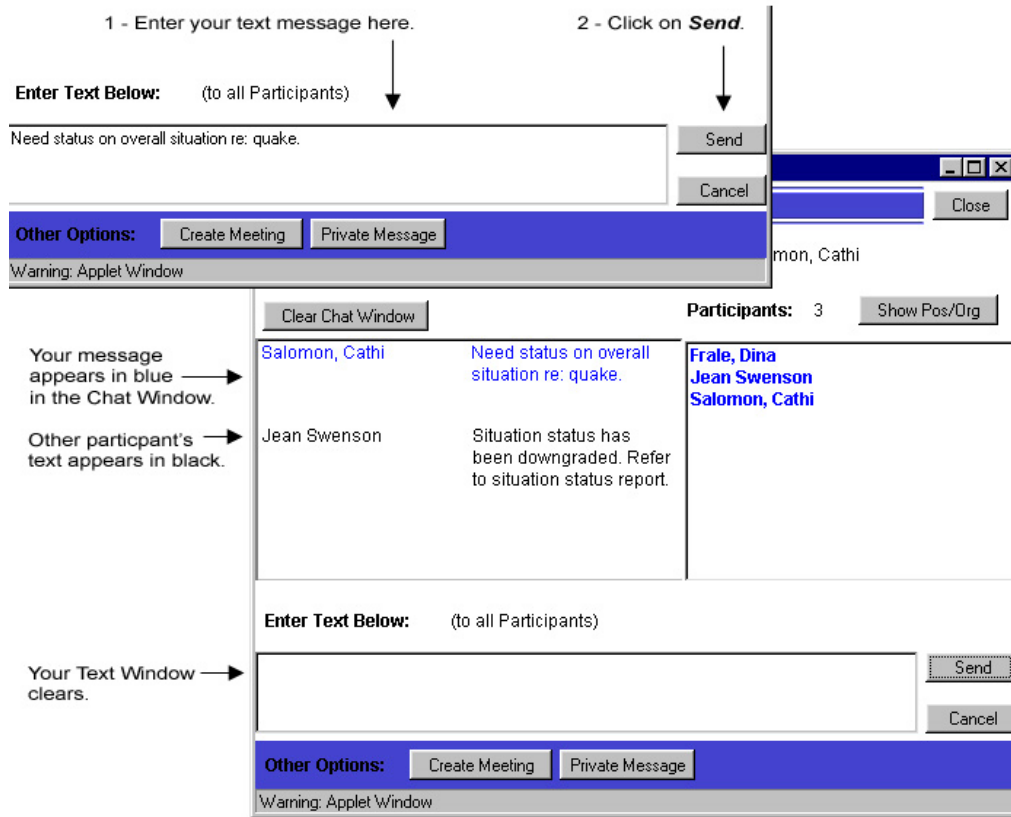 1 - Enter your text message here.
2 - Click on Send.
Enter Text Below: (to all Participants)
Need status on overall situation re: quake.
Send
Cancel
Other Options: Create Meeting Private Message
Warning: Applet Window
Close
mon, Cathi
Clear Chat Window
Participants: 3 Show Pos/Org
Your message
appears in blue
in the Chat Window.
Salomon, Cathi Need status on overall
situation re: quake.
Frale, Dina
Jean Swenson
Salomon, Cathi
Other particpant's
text appears in black.
Jean Swenson Situation status has
been downgraded. Refer
to situation status report.
Enter Text Below: (to all Participants)
Your Text Window
clears.
Send
Cancel
Other Options: Create Meeting Private Message
Warning: Applet Window